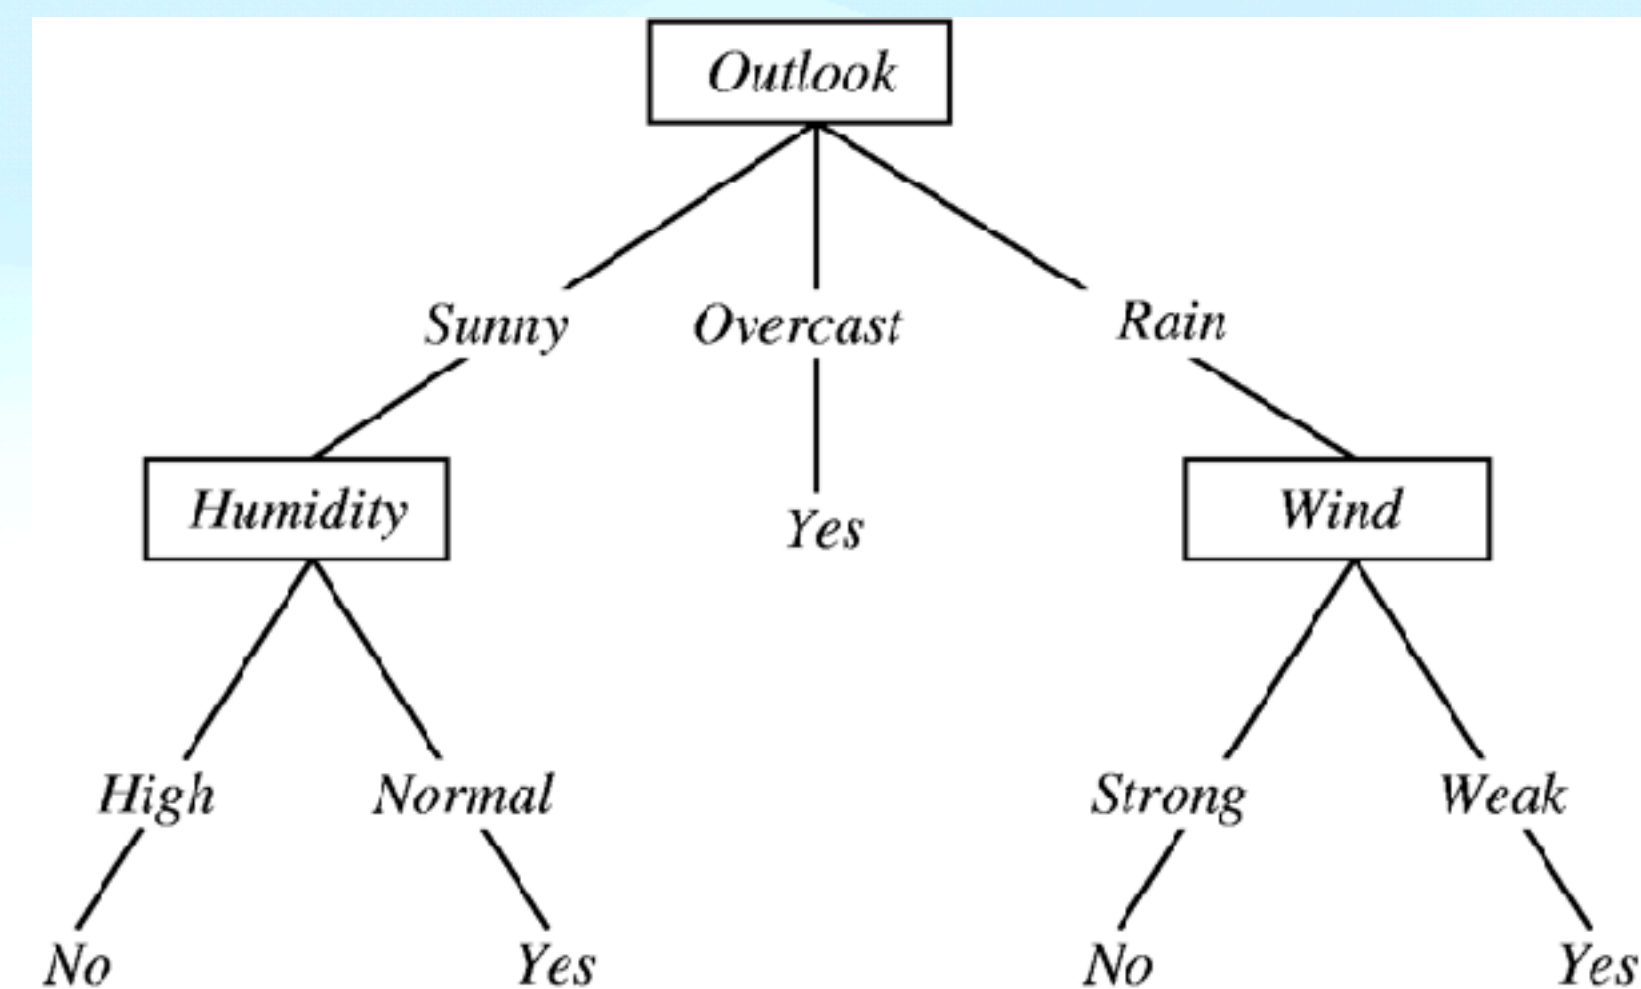 Outlook
Sunny Overcast Rain
Humidity Yes Wind
High Normal Strong Weak
No Yes No Yes